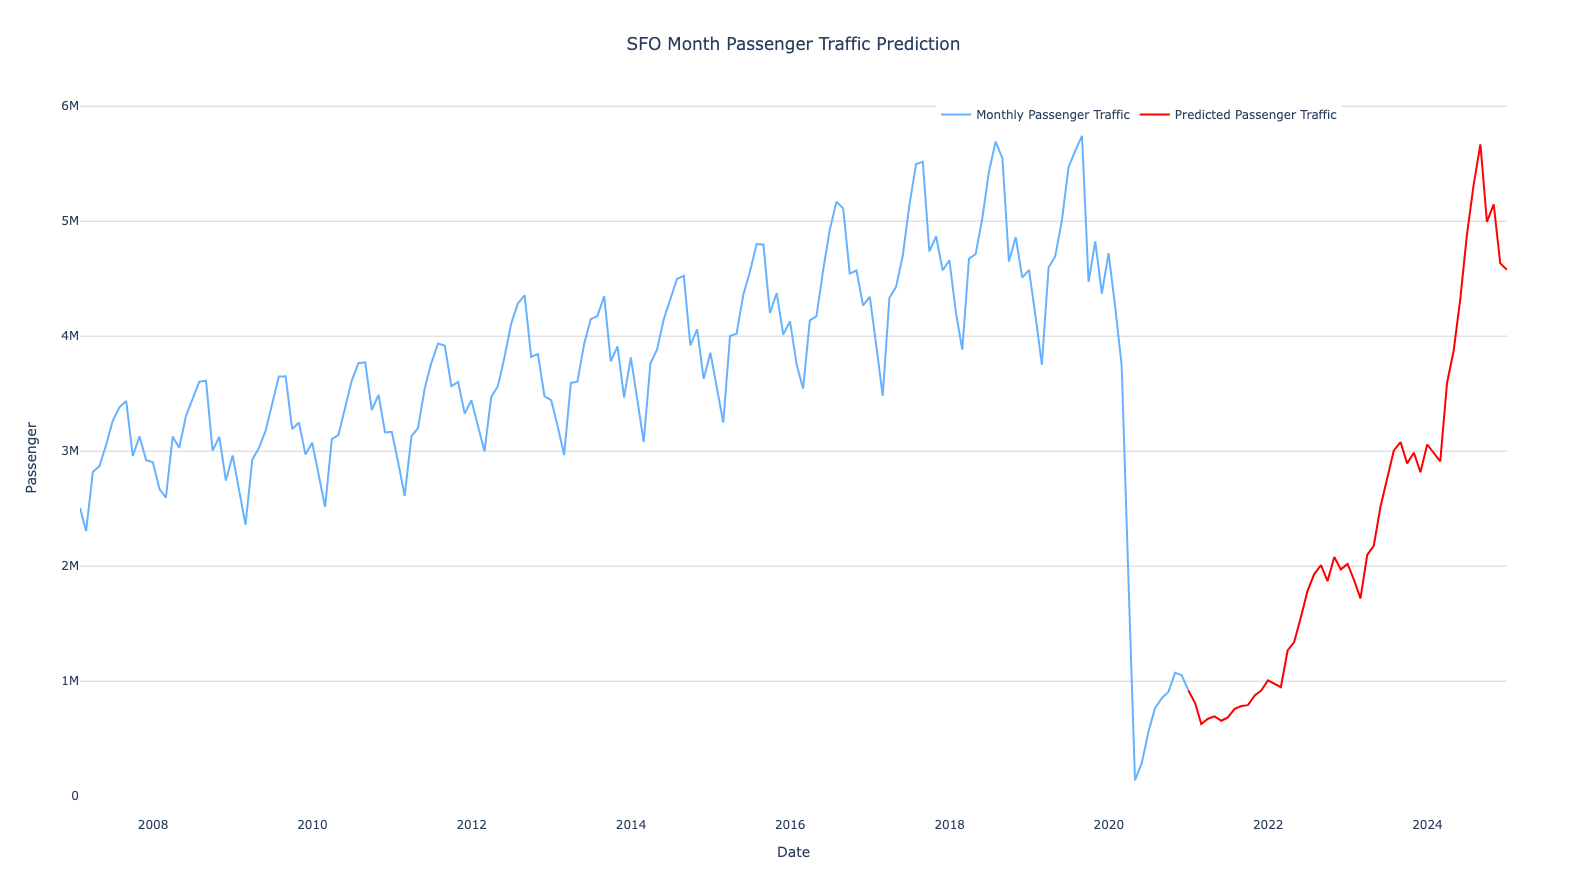 SFO Month Passenger Traffic Prediction
Monthly Passenger Traffic
Predicted Passenger Traffic
6M
5M
4M
3M
2M
1M
0
Passenger
2008
2010
2012
2014
2016
2018
2020
2022
2024
Date